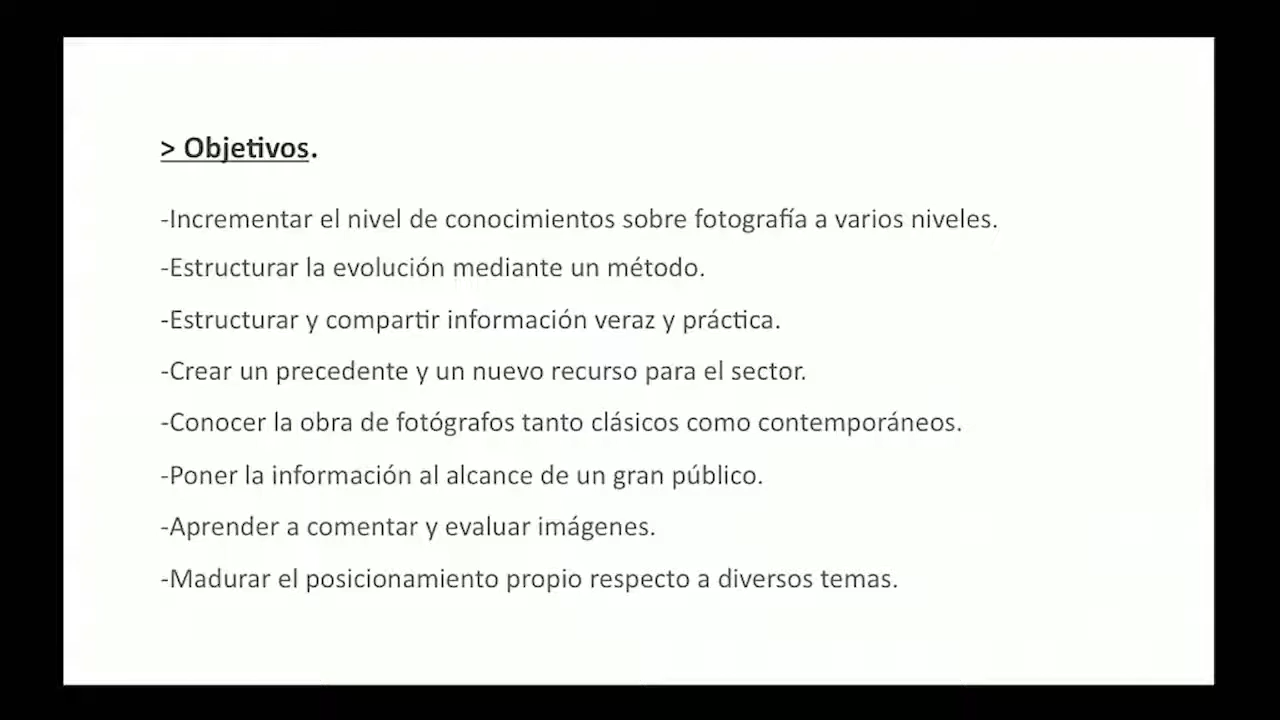 > Objetivos.
-Incrementar el nivel de conocimientos sobre fotografía a varios niveles.
-Estructurar la evolución mediante un método.
-Estructurar y compartir información veraz y práctica.
-Crear un precedente y un nuevo recurso para el sector.
-Conocer la obra de fotógrafos tanto clásicos como contemporáneos.
-Poner la información al alcance de un gran público.
-Aprender a comentar y evaluar imágenes.
-Madurar el posicionamiento propio respecto a diversos temas.